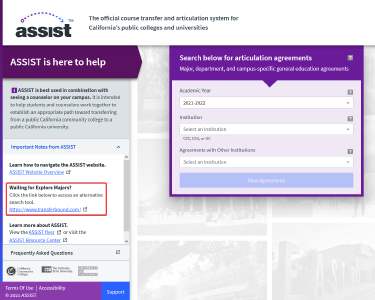 assist
The official course transfer and articulation system for
California's public colleges and universities
ASSIST is here to help
ASSIST is best used in combination with
seeing a counselor on your campus. It is intended
to help students and counselors work together to
establish an appropriate path toward transferring
from a public California community college to a
public California university.
Important Notes from ASSIST
Learn how to navigate the ASSIST website.
ASSIST Website Overview
Waiting for Explore Majors?
Click the link below to access an alternative
search tool.
https://www.transferbound.com/
Learn more about ASSIST.
View the ASSIST flyer or visit the
ASSIST Resource Center
Frequently Asked Questions
Terms Of Use | Accessibility
© 2021 ASSIST
Support
Search below for articulation agreements
Major, department, and campus-specific general education agreements
Academic Year
2021-2022
Institution
Select an institution
CCC, CSU, or UC
Agreements with Other Institutions
Select an institution
View Agreements